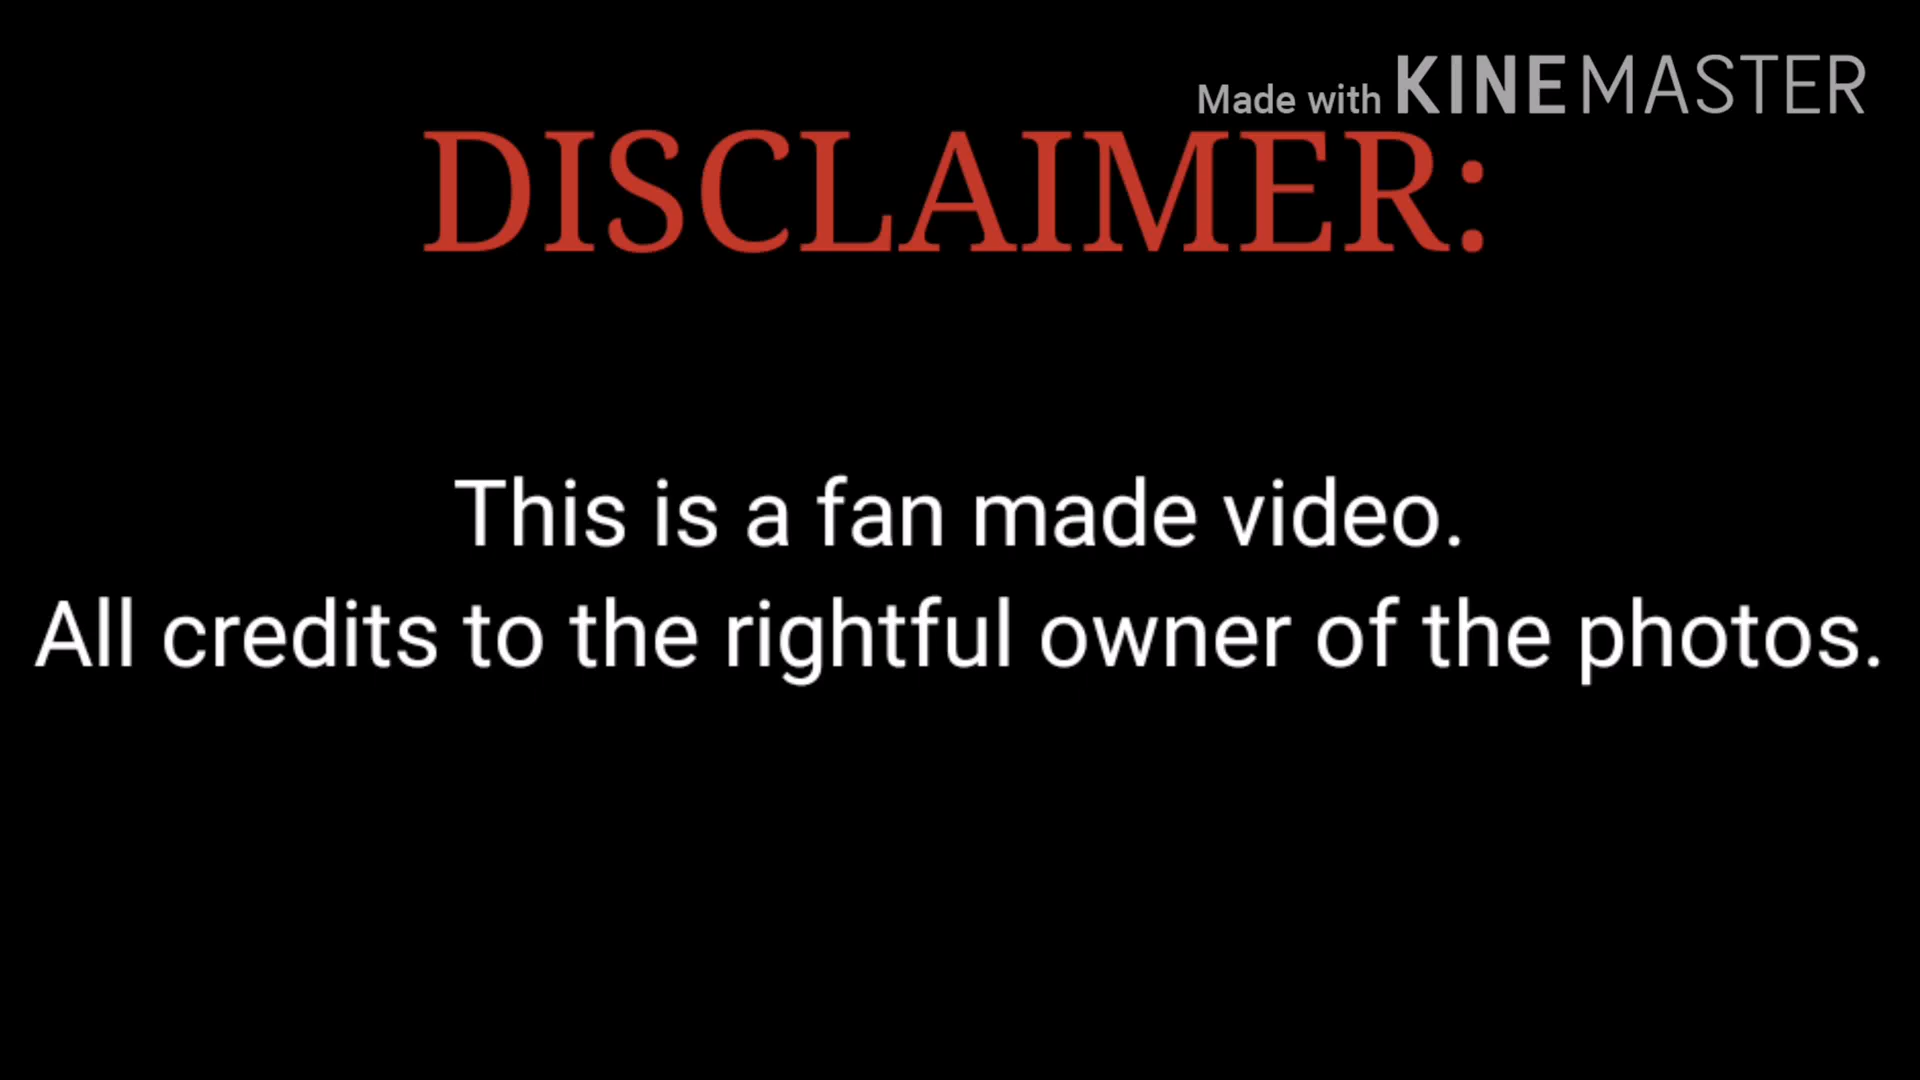 Made with KINEMASTER
DISCLAIMER:
This is a fan made video.
All credits to the rightful owner of the photos.